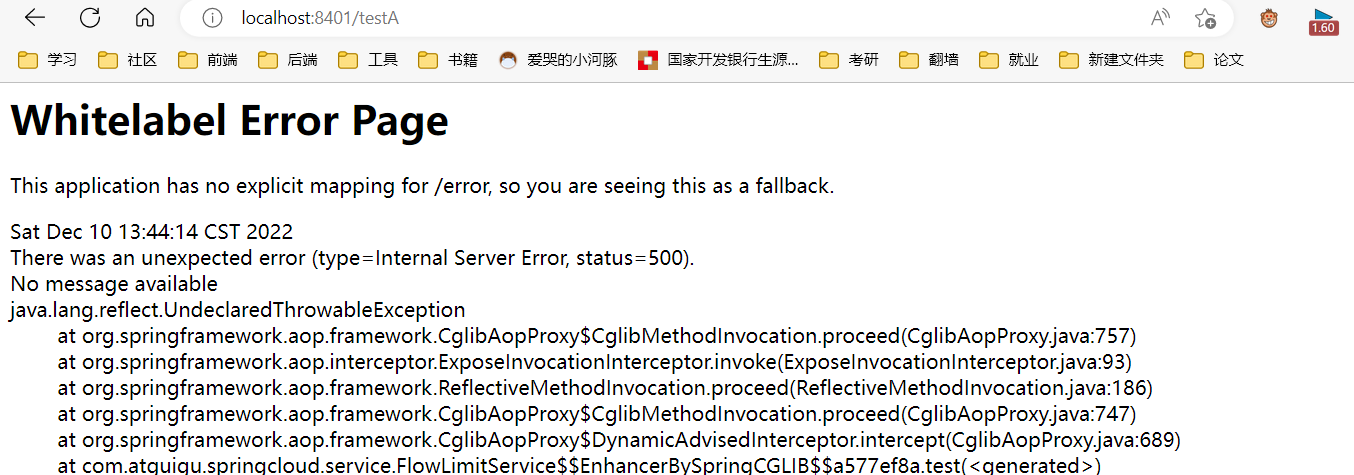 localhost:8401/testA
1.60
学习 社区 前端 后端 工具 书籍 爱哭的小河豚 国家开发银行生源... 考研 翻墙 就业 新建文件夹 论文
Whitelabel Error Page
This application has no explicit mapping for /error, so you are seeing this as a fallback.
Sat Dec 10 13:44:14 CST 2022
There was an unexpected error (type=Internal Server Error, status=500).
No message available
java.lang.reflect.UndeclaredThrowableException
at org.springframework.aop.framework.CglibAopProxy$CglibMethodInvocation.proceed(CglibAopProxy.java:757)
at org.springframework.aop.interceptor.ExposeInvocationInterceptor.invoke(ExposeInvocationInterceptor.java:93)
at org.springframework.aop.framework.ReflectiveMethodInvocation.proceed(ReflectiveMethodInvocation.java:186)
at org.springframework.aop.framework.CglibAopProxy$CglibMethodInvocation.proceed(CglibAopProxy.java:747)
at org.springframework.aop.framework.CglibAopProxy$DynamicAdvisedInterceptor.intercept(CglibAopProxy.java:689)
at com.atguigu.springcloud.service.FlowLimitService$$EnhancerBySpringCGLIB$$a577ef8a.test(<generated>)